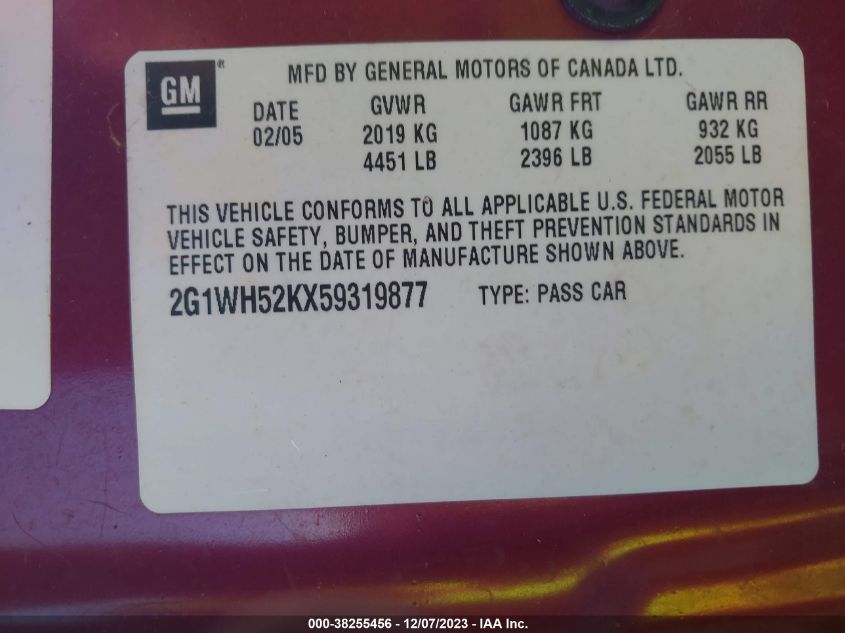 GM®
MFD BY GENERAL MOTORS OF CANADA LTD.
DATE GVWR GAWR FRT GAWR RR
02/05 2019 KG 1087 KG 932 KG
4451 LB 2396 LB 2055 LB
THIS VEHICLE CONFORMS TO ALL APPLICABLE U.S. FEDERAL MOTOR
VEHICLE SAFETY, BUMPER, AND THEFT PREVENTION STANDARDS IN
EFFECT ON THE DATE OF MANUFACTURE SHOWN ABOVE.
2G1WH52KX59319877 TYPE: PASS CAR
000-38255456 - 12/07/2023 - IAA Inc.